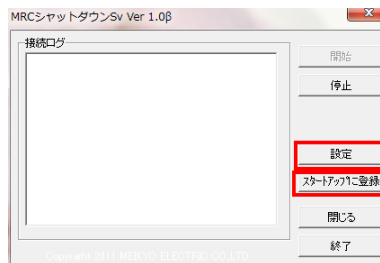 MRCシャットダウンSv Ver 1.0β
接続ログ
開始
停止
設定
スタートアップに登録
閉じる
終了
Copyright 2011 MEIKYO ELECTRIC CO.,LTD